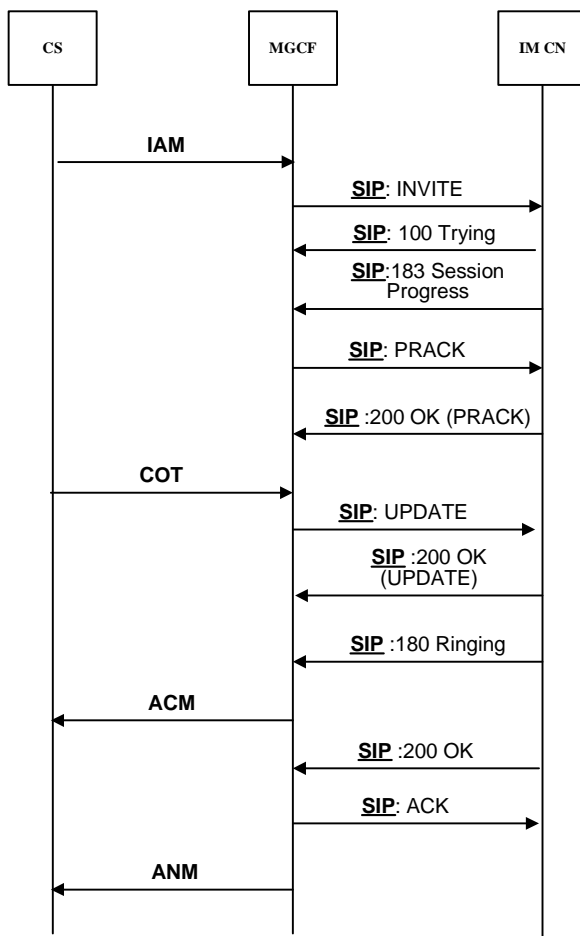 CS
MGCF
IM CN
IAM
SIP: INVITE
SIP: 100 Trying
SIP:183 Session
Progress
SIP: PRACK
SIP :200 OK (PRACK)
COT
SIP: UPDATE
SIP :200 OK
(UPDATE)
SIP :180 Ringing
ACM
SIP :200 OK
SIP: ACK
ANM